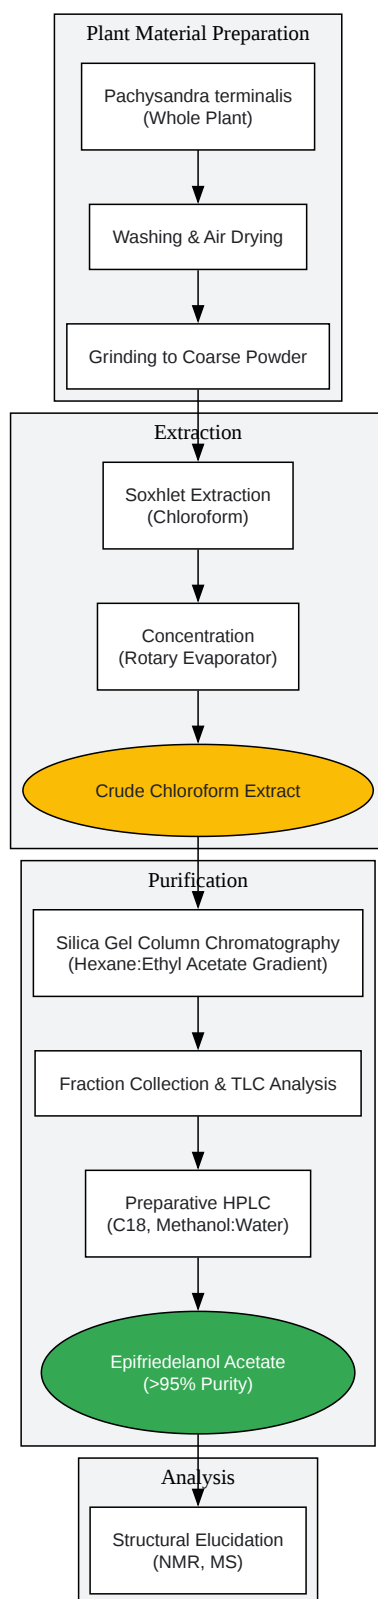 Plant Material Preparation
Pachysandra terminalis
(Whole Plant)
Washing & Air Drying
Grinding to Coarse Powder
Extraction
Soxhlet Extraction
(Chloroform)
Concentration
(Rotary Evaporator)
Crude Chloroform Extract
Purification
Silica Gel Column Chromatography
(Hexane:Ethyl Acetate Gradient)
Fraction Collection & TLC Analysis
Preparative HPLC
(C18, Methanol:Water)
Epifriedelanol Acetate
(>95% Purity)
Analysis
Structural Elucidation
(NMR, MS)